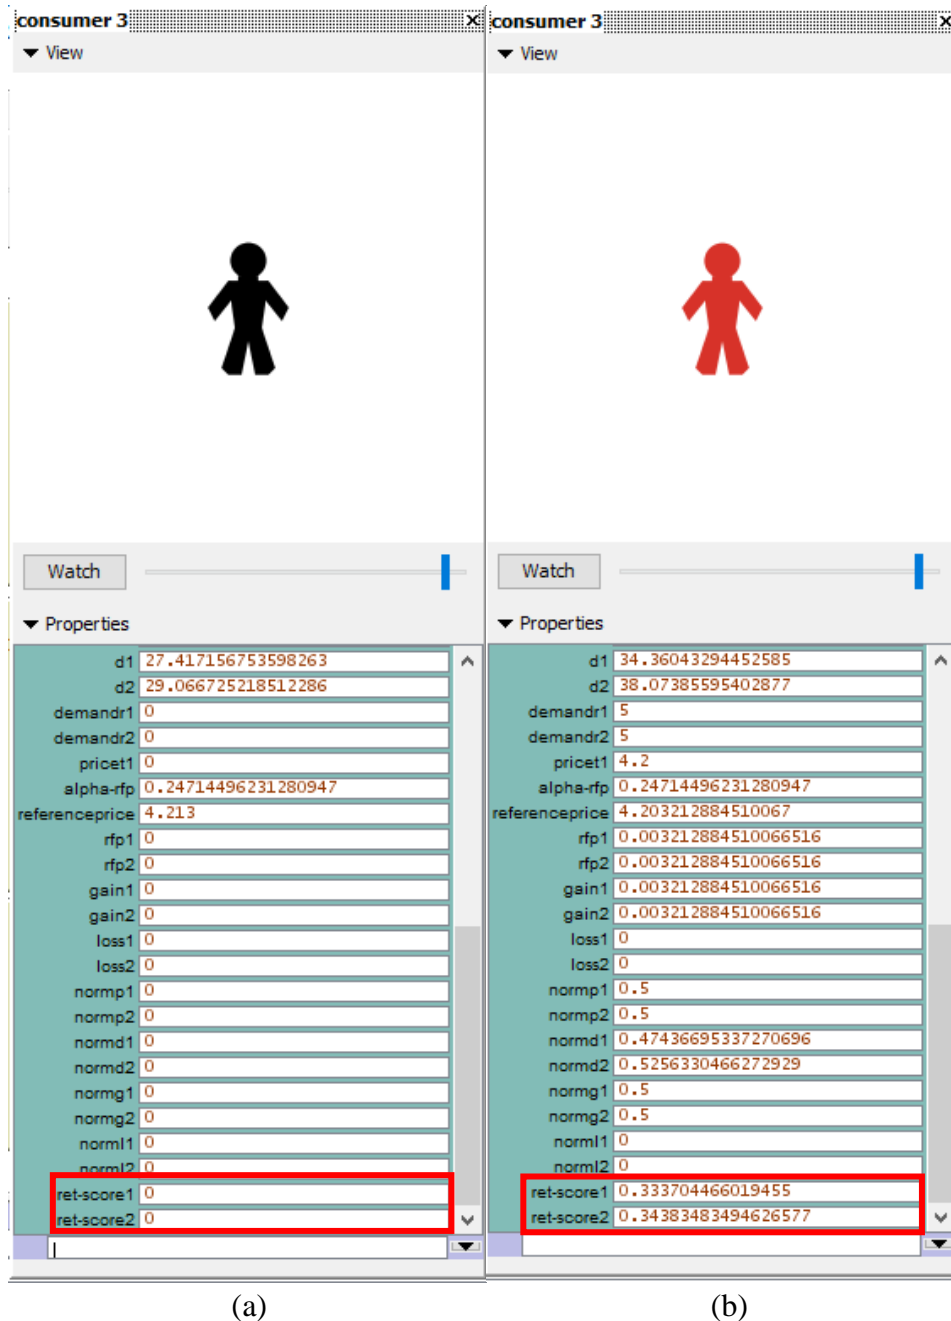 consumer 3
View
Watch
Properties
d1 27.417156753598263
d2 29.066725218512286
demandr1 0
demandr2 0
pricet1 0
alpha-rfp 0.24714496231280947
referenceprice 4.213
rfp1 0
rfp2 0
gain1 0
gain2 0
loss1 0
loss2 0
normp1 0
normp2 0
normd1 0
normd2 0
normg1 0
normg2 0
norml1 0
norml2 0
ret-score1 0
ret-score2 0
(a)
consumer 3
View
Watch
Properties
d1 34.36043294452585
d2 38.07385595402877
demandr1 5
demandr2 5
pricet1 4.2
alpha-rfp 0.24714496231280947
referenceprice 4.203212884510067
rfp1 0.003212884510066516
rfp2 0.003212884510066516
gain1 0.003212884510066516
gain2 0.003212884510066516
loss1 0
loss2 0
normp1 0.5
normp2 0.5
normd1 0.47436695337270696
normd2 0.5256330466272929
normg1 0.5
normg2 0.5
norml1 0
norml2 0
ret-score1 0.333704466019455
ret-score2 0.34383483494626577
(b)